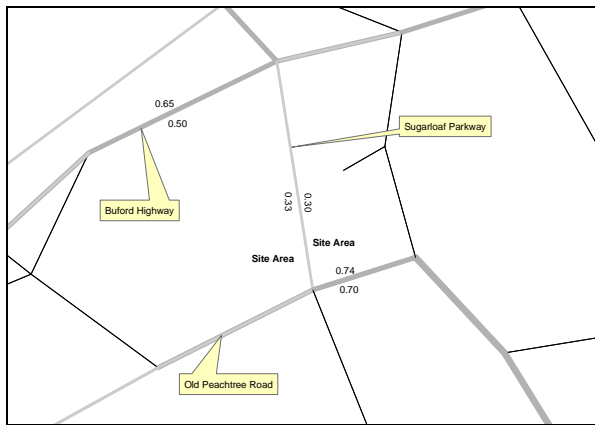 0.65
0.50
Sugarloaf Parkway
Buford Highway
0.33
0.30
Site Area
Site Area
0.74
0.70
Old Peachtree Road